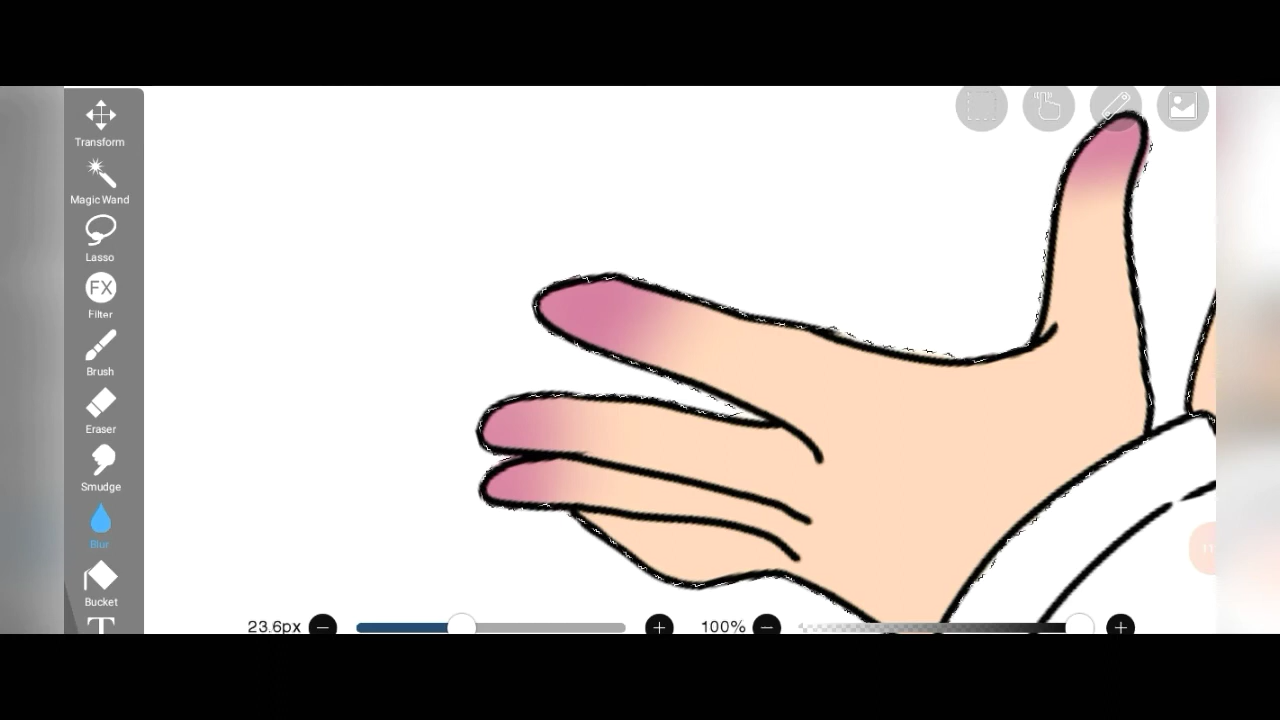 Transform
Magic Wand
Lasso
FX
Filter
Brush
Eraser
Smudge
Blur
Bucket
T
23.6px
100%